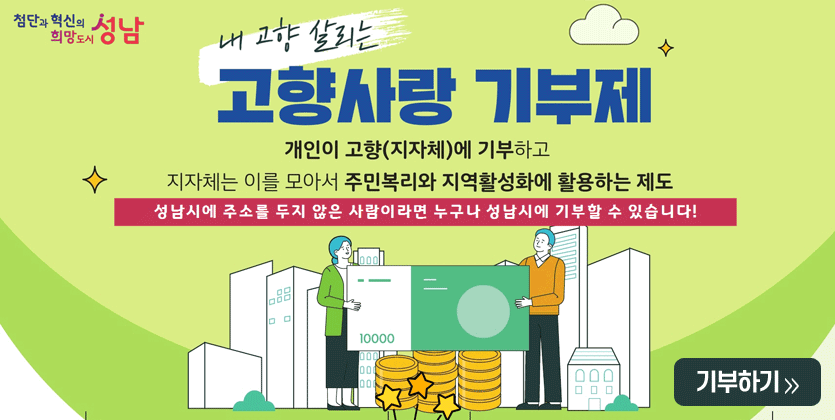 첨단과 혁신의
희망도시 성남
내 고향 살리는
고향사랑 기부제
개인이 고향(지자체)에 기부하고
지자체는 이를 모아서 주민복리와 지역활성화에 활용하는 제도
성남시에 주소를 두지 않은 사람이라면 누구나 성남시에 기부할 수 있습니다!
10000
기부하기 »